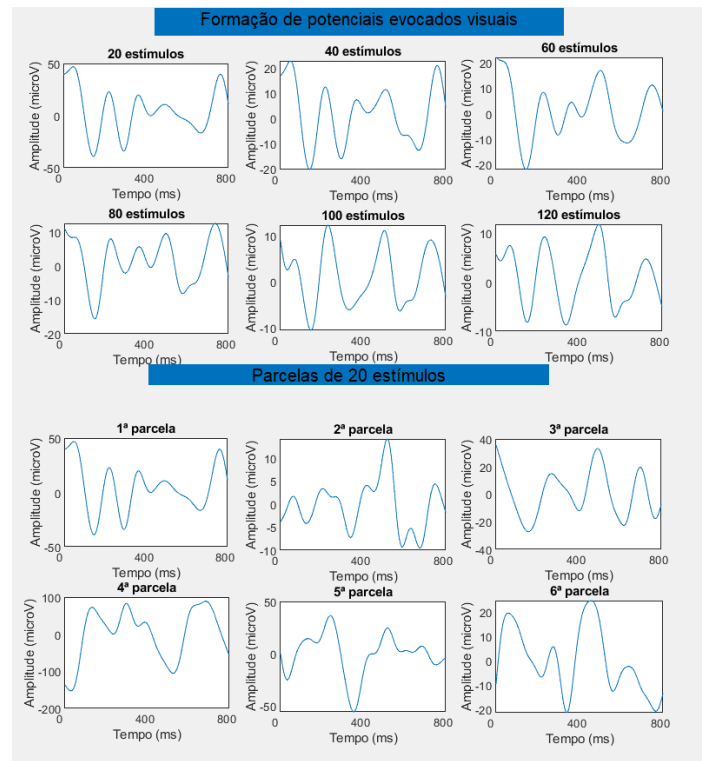 Formação de potenciais evocados visuais
20 estímulos
40 estímulos
60 estímulos
Amplitude (microV)
50
0
-50
0
400
800
Tempo (ms)
Amplitude (microV)
20
10
0
-10
-20
0
400
800
Tempo (ms)
Amplitude (microV)
20
10
0
-10
-20
0
400
800
Tempo (ms)
80 estímulos
100 estímulos
120 estímulos
Amplitude (microV)
10
0
-10
-20
0
400
800
Tempo (ms)
Amplitude (microV)
10
0
-10
0
400
800
Tempo (ms)
Amplitude (microV)
10
0
-10
0
400
800
Tempo (ms)
Parcelas de 20 estímulos
1ª parcela
2ª parcela
3ª parcela
Amplitude (microV)
50
0
-50
0
400
800
Tempo (ms)
Amplitude (microV)
10
5
0
-5
-10
0
400
800
Tempo (ms)
Amplitude (microV)
40
20
0
-20
-40
0
400
800
Tempo (ms)
4ª parcela
5ª parcela
6ª parcela
Amplitude (microV)
100
0
-100
-200
0
400
800
Tempo (ms)
Amplitude (microV)
50
0
-50
0
400
800
Tempo (ms)
Amplitude (microV)
20
10
0
-10
-20
0
400
800
Tempo (ms)